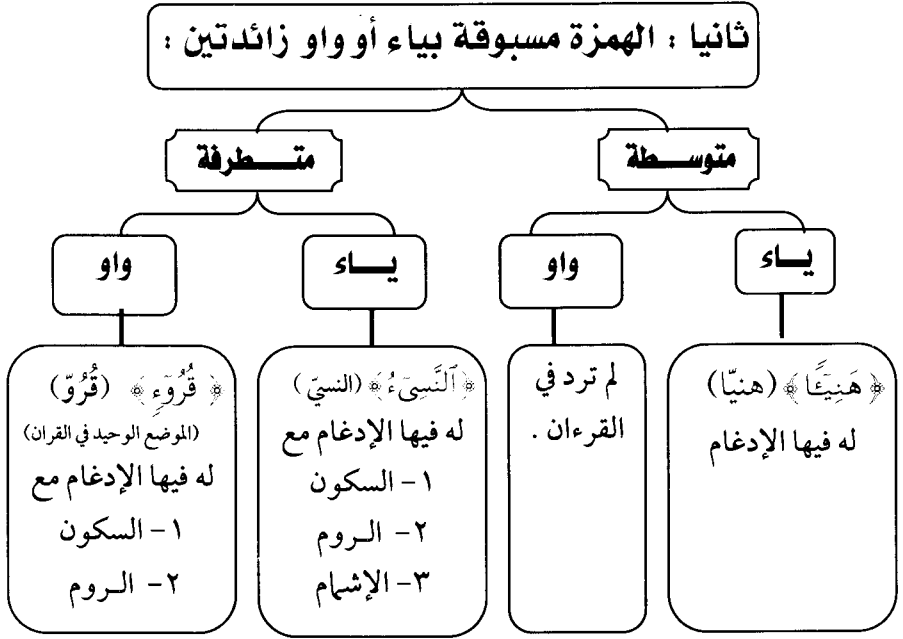 ثانيا : الهمزة مسبوقة بياء أو واو زائدتين :
متوسطة
متطرفة
ياء
واو
ياء
واو
﴿ هَنِيٓـًٔا ﴾ (هنيّا)
له فيها الإدغام
لم ترد في
القرءان .
﴿ ٱلنَّسِيٓءُ ﴾ (النسيّ)
له فيها الإدغام مع
١- السكون
٢- الروم
٣- الإشمام
﴿ قُرُوٓءٍ ﴾ (قُرُوّ)
(الموضع الوحيد في القران)
له فيها الإدغام مع
١- السكون
٢- الروم